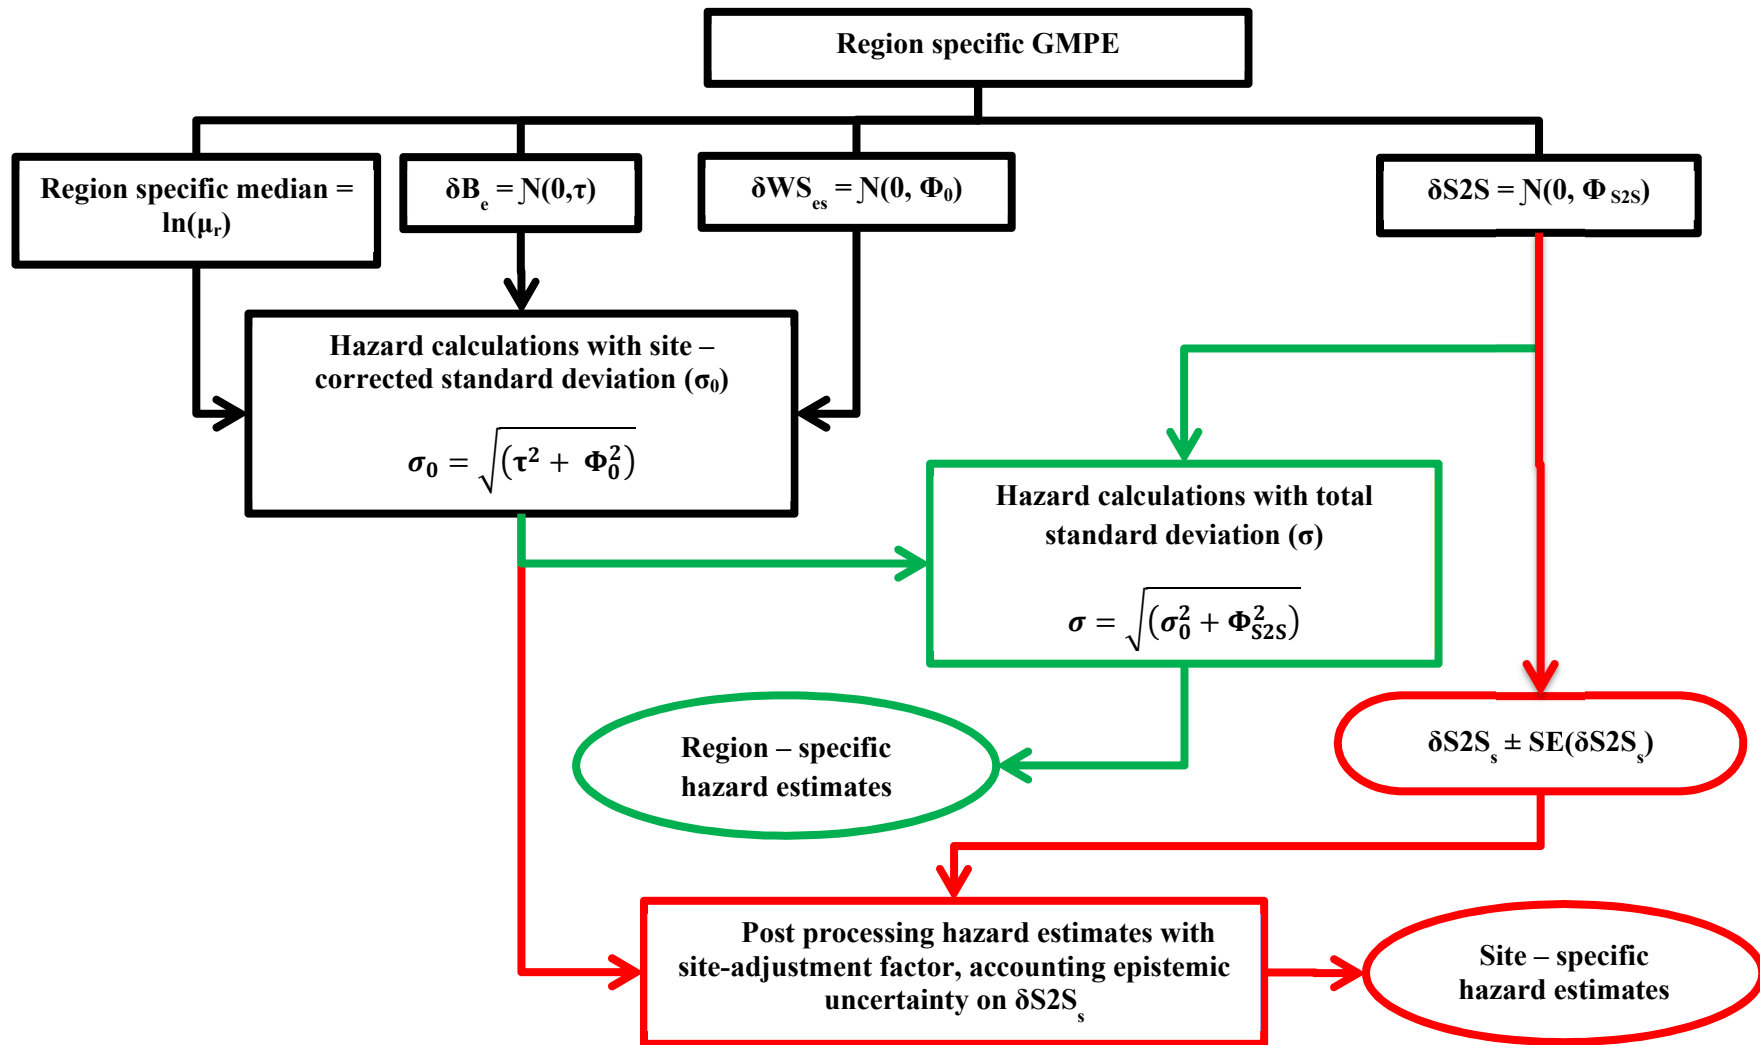 Region specific GMPE
Region specific median =
ln(μᵣ)
δBₑ = Ɲ(0,τ)
δWSₑₛ = Ɲ(0, Φ₀)
δS2S = Ɲ(0, Φ S2S)
Hazard calculations with site –
corrected standard deviation (σ₀)
σ₀ = √(τ² + Φ₀²)
Hazard calculations with total
standard deviation (σ)
σ = √(σ₀² + Φ²S2S)
Region – specific
hazard estimates
δS2Sₛ ± SE(δS2Sₛ)
Post processing hazard estimates with
site-adjustment factor, accounting epistemic
uncertainty on δS2Sₛ
Site – specific
hazard estimates